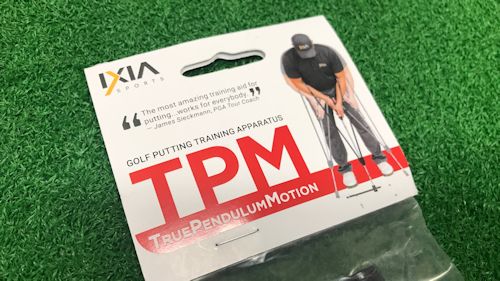 IXIA
SPORTS
“The most amazing training aid for
putting...works for everybody.”
– James Sieckmann, PGA Tour Coach
GOLF PUTTING TRAINING APPARATUS
TPM
TRUEPENDULUMMOTION